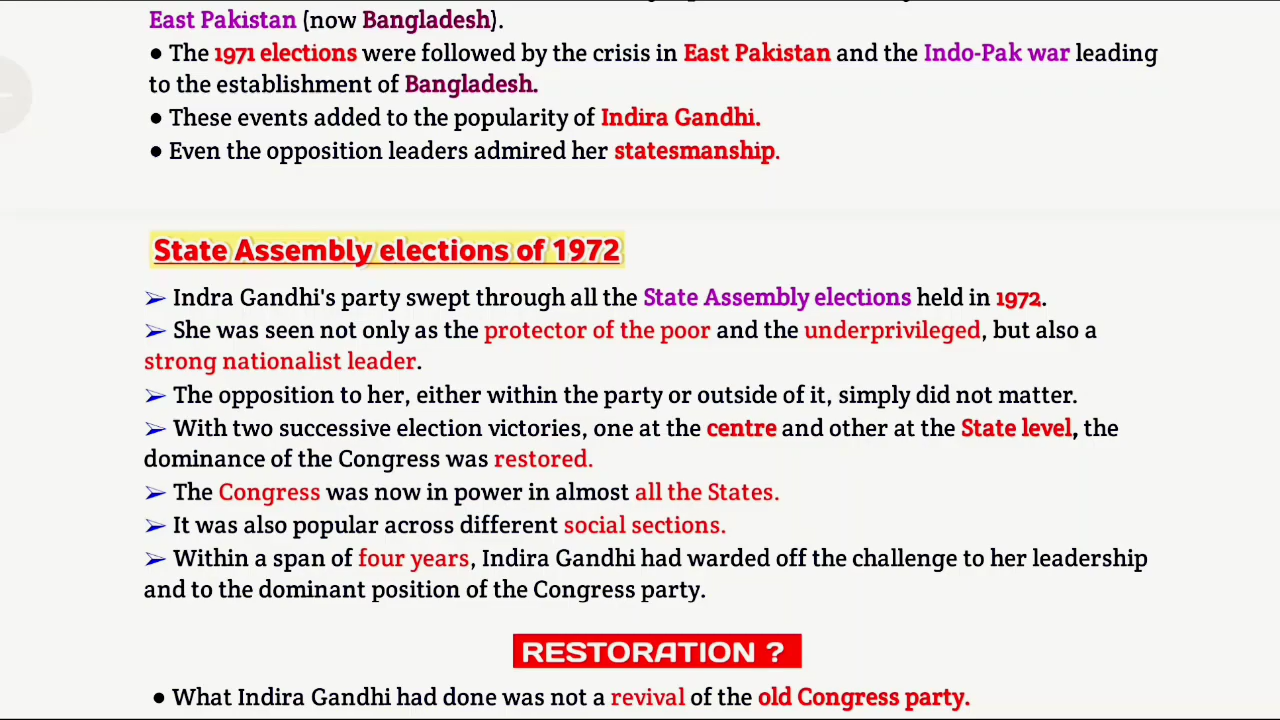 East Pakistan (now Bangladesh).
● The 1971 elections were followed by the crisis in East Pakistan and the Indo-Pak war leading
to the establishment of Bangladesh.
● These events added to the popularity of Indira Gandhi.
● Even the opposition leaders admired her statesmanship.
State Assembly elections of 1972
➢ Indra Gandhi's party swept through all the State Assembly elections held in 1972.
➢ She was seen not only as the protector of the poor and the underprivileged, but also a
strong nationalist leader.
➢ The opposition to her, either within the party or outside of it, simply did not matter.
➢ With two successive election victories, one at the centre and other at the State level, the
dominance of the Congress was restored.
➢ The Congress was now in power in almost all the States.
➢ It was also popular across different social sections.
➢ Within a span of four years, Indira Gandhi had warded off the challenge to her leadership
and to the dominant position of the Congress party.
RESTORATION ?
● What Indira Gandhi had done was not a revival of the old Congress party.